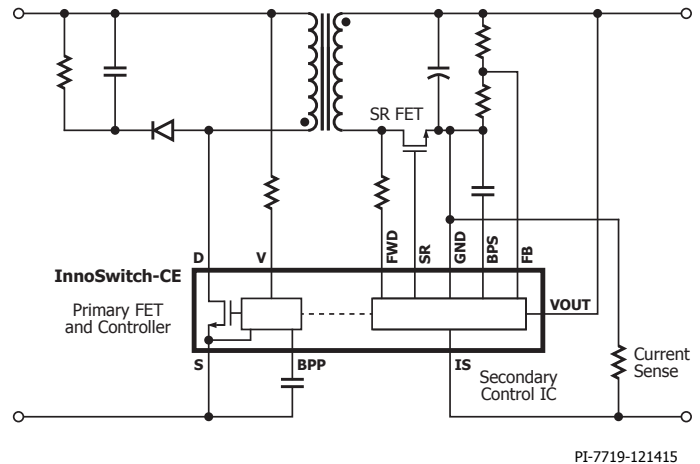 SR FET
FWD
SR
GND
BPS
FB
D
V
InnoSwitch-CE
Primary FET
and Controller
VOUT
S
BPP
IS
Secondary
Control IC
Current
Sense
PI-7719-121415